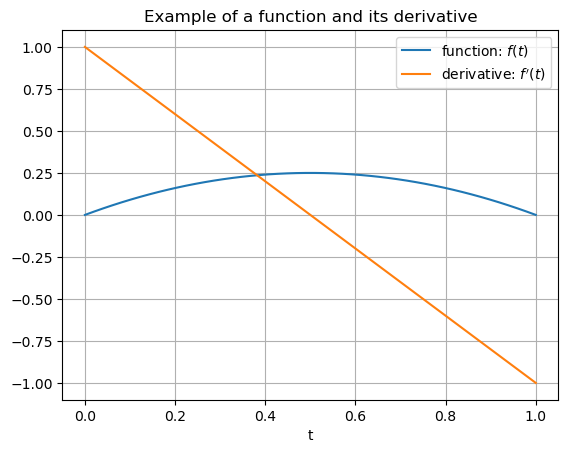 Example of a function and its derivative
function: f(t)
derivative: f′(t)
1.00
0.75
0.50
0.25
0.00
−0.25
−0.50
−0.75
−1.00
0.0 0.2 0.4 0.6 0.8 1.0
t